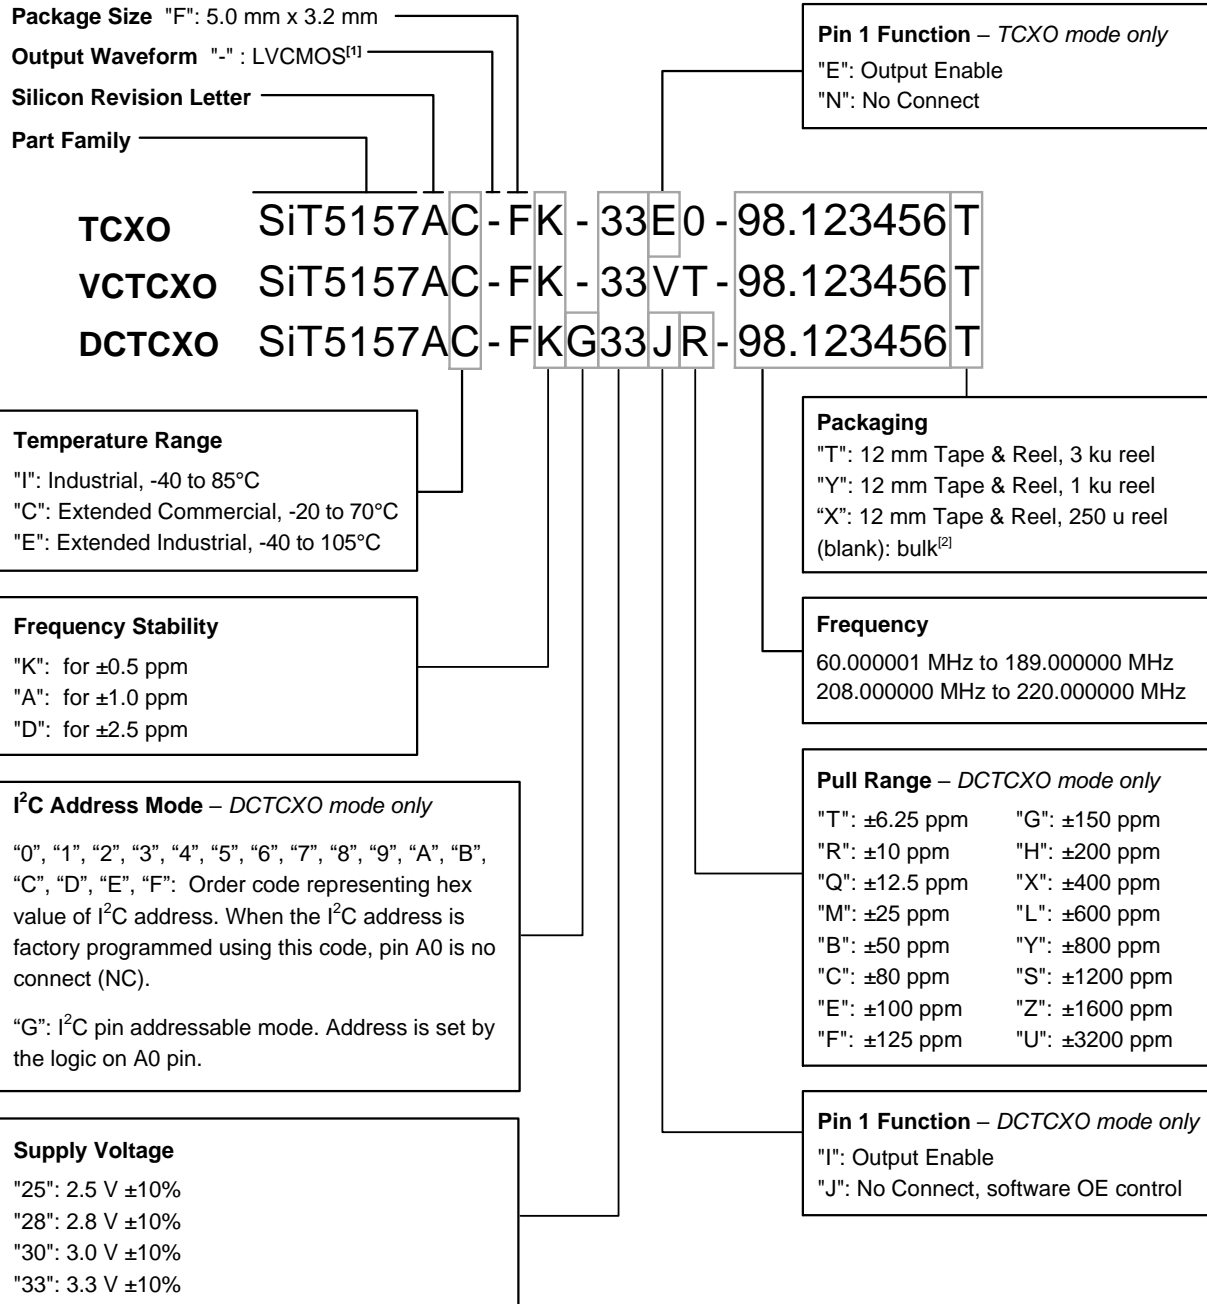 Package Size "F": 5.0 mm x 3.2 mm
Output Waveform "-" : LVCMOS[1]
Silicon Revision Letter
Part Family
Pin 1 Function – TCXO mode only
"E": Output Enable
"N": No Connect
TCXO SiT5157AC-FK-33E0-98.123456T
VCTCXO SiT5157AC-FK-33VT-98.123456T
DCTCXO SiT5157AC-FKG33JR-98.123456T
Temperature Range
"I": Industrial, -40 to 85°C
"C": Extended Commercial, -20 to 70°C
"E": Extended Industrial, -40 to 105°C
Frequency Stability
"K": for ±0.5 ppm
"A": for ±1.0 ppm
"D": for ±2.5 ppm
I2C Address Mode – DCTCXO mode only
“0”, “1”, “2”, “3”, “4”, “5”, “6”, “7”, “8”, “9”, “A”, “B”,
“C”, “D”, “E”, “F”: Order code representing hex
value of I2C address. When the I2C address is
factory programmed using this code, pin A0 is no
connect (NC).
“G”: I2C pin addressable mode. Address is set by
the logic on A0 pin.
Supply Voltage
"25": 2.5 V ±10%
"28": 2.8 V ±10%
"30": 3.0 V ±10%
"33": 3.3 V ±10%
Packaging
"T": 12 mm Tape & Reel, 3 ku reel
"Y": 12 mm Tape & Reel, 1 ku reel
“X”: 12 mm Tape & Reel, 250 u reel
(blank): bulk[2]
Frequency
60.000001 MHz to 189.000000 MHz
208.000000 MHz to 220.000000 MHz
Pull Range – DCTCXO mode only
"T": ±6.25 ppm "G": ±150 ppm
"R": ±10 ppm "H": ±200 ppm
"Q": ±12.5 ppm "X": ±400 ppm
"M": ±25 ppm "L": ±600 ppm
"B": ±50 ppm "Y": ±800 ppm
"C": ±80 ppm "S": ±1200 ppm
"E": ±100 ppm "Z": ±1600 ppm
"F": ±125 ppm "U": ±3200 ppm
Pin 1 Function – DCTCXO mode only
"I": Output Enable
"J": No Connect, software OE control